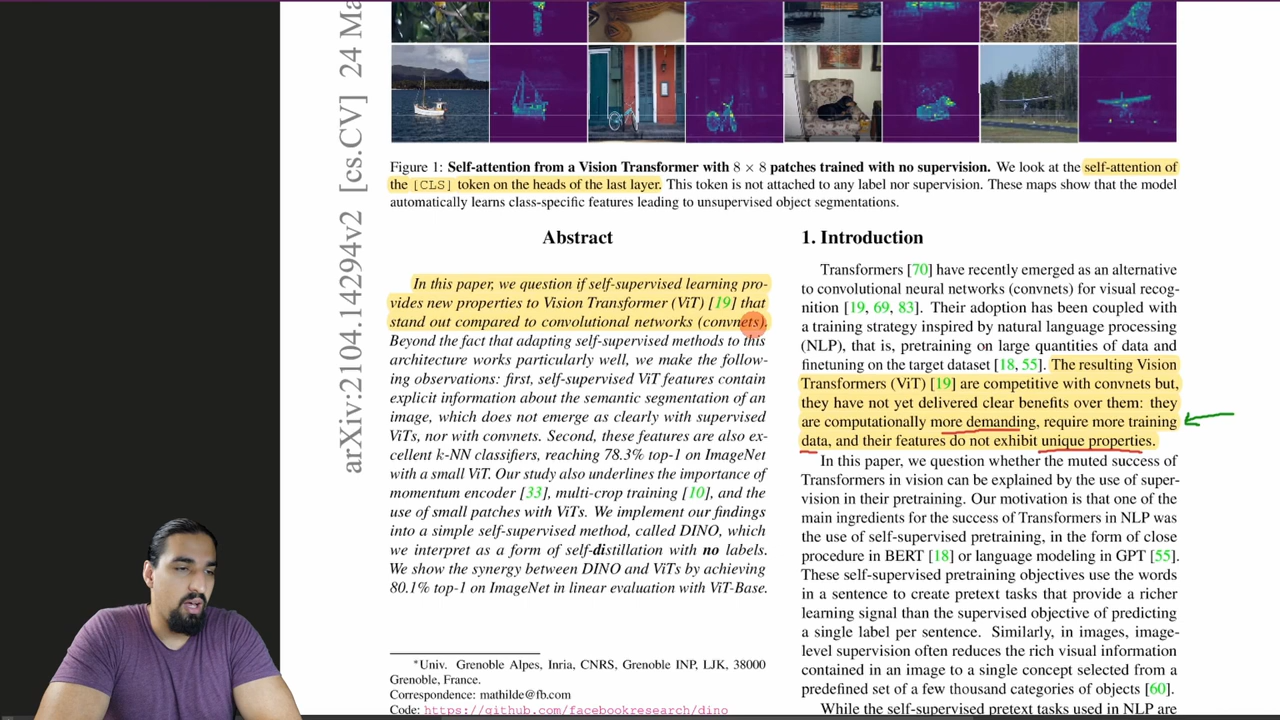 arXiv:2104.14294v2 [cs.CV] 24 Ma
Figure 1: Self-attention from a Vision Transformer with 8 × 8 patches trained with no supervision. We look at the self-attention of
the [CLS] token on the heads of the last layer. This token is not attached to any label nor supervision. These maps show that the model
automatically learns class-specific features leading to unsupervised object segmentations.
Abstract
In this paper, we question if self-supervised learning pro-
vides new properties to Vision Transformer (ViT) [19] that
stand out compared to convolutional networks (convnets).
Beyond the fact that adapting self-supervised methods to this
architecture works particularly well, we make the follow-
ing observations: first, self-supervised ViT features contain
explicit information about the semantic segmentation of an
image, which does not emerge as clearly with supervised
ViTs, nor with convnets. Second, these features are also ex-
cellent k-NN classifiers, reaching 78.3% top-1 on ImageNet
with a small ViT. Our study also underlines the importance of
momentum encoder [33], multi-crop training [10], and the
use of small patches with ViTs. We implement our findings
into a simple self-supervised method, called DINO, which
we interpret as a form of self-distillation with no labels.
We show the synergy between DINO and ViTs by achieving
80.1% top-1 on ImageNet in linear evaluation with ViT-Base.
*Univ. Grenoble Alpes, Inria, CNRS, Grenoble INP, LJK, 38000
Grenoble, France.
Correspondence: mathilde@fb.com
Code: https://github.com/facebookresearch/dino
1. Introduction
Transformers [70] have recently emerged as an alternative
to convolutional neural networks (convnets) for visual recog-
nition [19, 69, 83]. Their adoption has been coupled with
a training strategy inspired by natural language processing
(NLP), that is, pretraining on large quantities of data and
finetuning on the target dataset [18, 55]. The resulting Vision
Transformers (ViT) [19] are competitive with convnets but,
they have not yet delivered clear benefits over them: they
are computationally more demanding, require more training
data, and their features do not exhibit unique properties.
In this paper, we question whether the muted success of
Transformers in vision can be explained by the use of super-
vision in their pretraining. Our motivation is that one of the
main ingredients for the success of Transformers in NLP was
the use of self-supervised pretraining, in the form of close
procedure in BERT [18] or language modeling in GPT [55].
These self-supervised pretraining objectives use the words
in a sentence to create pretext tasks that provide a richer
learning signal than the supervised objective of predicting
a single label per sentence. Similarly, in images, image-
level supervision often reduces the rich visual information
contained in an image to a single concept selected from a
predefined set of a few thousand categories of objects [60].
While the self-supervised pretext tasks used in NLP are